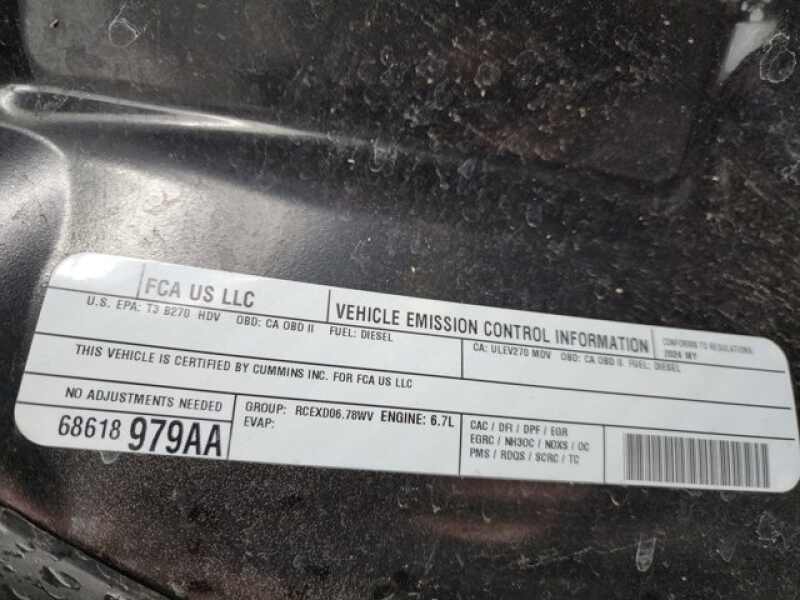 FCA US LLC
VEHICLE EMISSION CONTROL INFORMATION
CONFORMS TO REGULATIONS:
2024 MY
U.S. EPA: T3 B270 HDV OBD: CA OBD II FUEL: DIESEL
CA: ULEV270 MDV OBD: CA OBD II FUEL: DIESEL
THIS VEHICLE IS CERTIFIED BY CUMMINS INC. FOR FCA US LLC
NO ADJUSTMENTS NEEDED
68618 979AA
GROUP: RCEXD06.78WV ENGINE: 6.7L
EVAP:
CAC / DFI / DPF / EGR
EGRC / NH3OC / NOXS / OC
PMS / RDQS / SCRC / TC